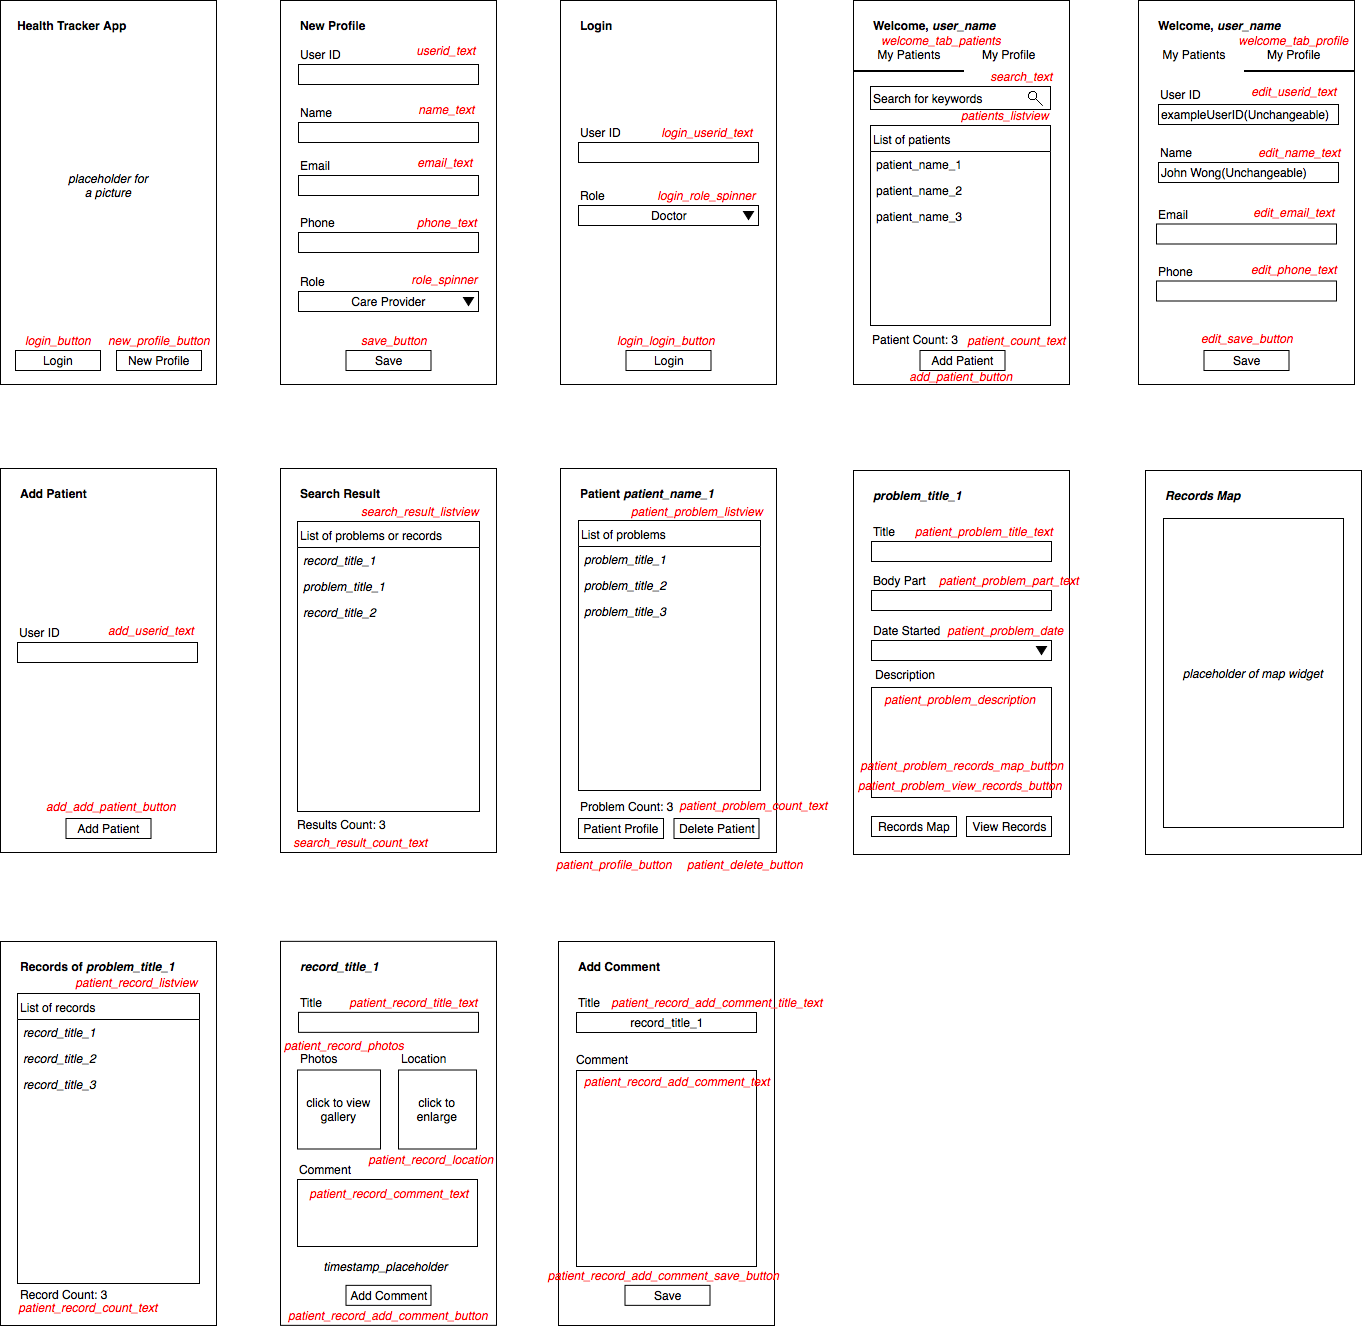 Health Tracker App
placeholder for
a picture
login_button
new_profile_button
Login
New Profile
New Profile
User ID
userid_text
Name
name_text
Email
email_text
Phone
phone_text
Role
role_spinner
Care Provider
save_button
Save
Login
User ID
login_userid_text
Role
login_role_spinner
Doctor
login_login_button
Login
Welcome, user_name
welcome_tab_patients
My Patients
My Profile
search_text
Search for keywords
patients_listview
List of patients
patient_name_1
patient_name_2
patient_name_3
Patient Count: 3
patient_count_text
Add Patient
add_patient_button
Welcome, user_name
welcome_tab_profile
My Patients
My Profile
User ID
edit_userid_text
exampleUserID(Unchangeable)
Name
edit_name_text
John Wong(Unchangeable)
Email
edit_email_text
Phone
edit_phone_text
edit_save_button
Save
Add Patient
User ID
add_userid_text
add_add_patient_button
Add Patient
Search Result
search_result_listview
List of problems or records
record_title_1
problem_title_1
record_title_2
Results Count: 3
search_result_count_text
Patient patient_name_1
patient_problem_listview
List of problems
problem_title_1
problem_title_2
problem_title_3
Problem Count: 3
patient_problem_count_text
Patient Profile
Delete Patient
patient_profile_button
patient_delete_button
problem_title_1
Title
patient_problem_title_text
Body Part
patient_problem_part_text
Date Started
patient_problem_date
Description
patient_problem_description
patient_problem_records_map_button
patient_problem_view_records_button
Records Map
View Records
Records Map
placeholder of map widget
Records of problem_title_1
patient_record_listview
List of records
record_title_1
record_title_2
record_title_3
Record Count: 3
patient_record_count_text
record_title_1
Title
patient_record_title_text
patient_record_photos
Photos
Location
click to view
gallery
click to
enlarge
patient_record_location
Comment
patient_record_comment_text
timestamp_placeholder
Add Comment
patient_record_add_comment_button
Add Comment
Title
patient_record_add_comment_title_text
record_title_1
Comment
patient_record_add_comment_text
patient_record_add_comment_save_button
Save